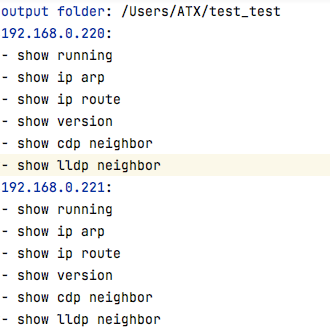 output folder: /Users/ATX/test_test
192.168.0.220:
- show running
- show ip arp
- show ip route
- show version
- show cdp neighbor
- show lldp neighbor
192.168.0.221:
- show running
- show ip arp
- show ip route
- show version
- show cdp neighbor
- show lldp neighbor